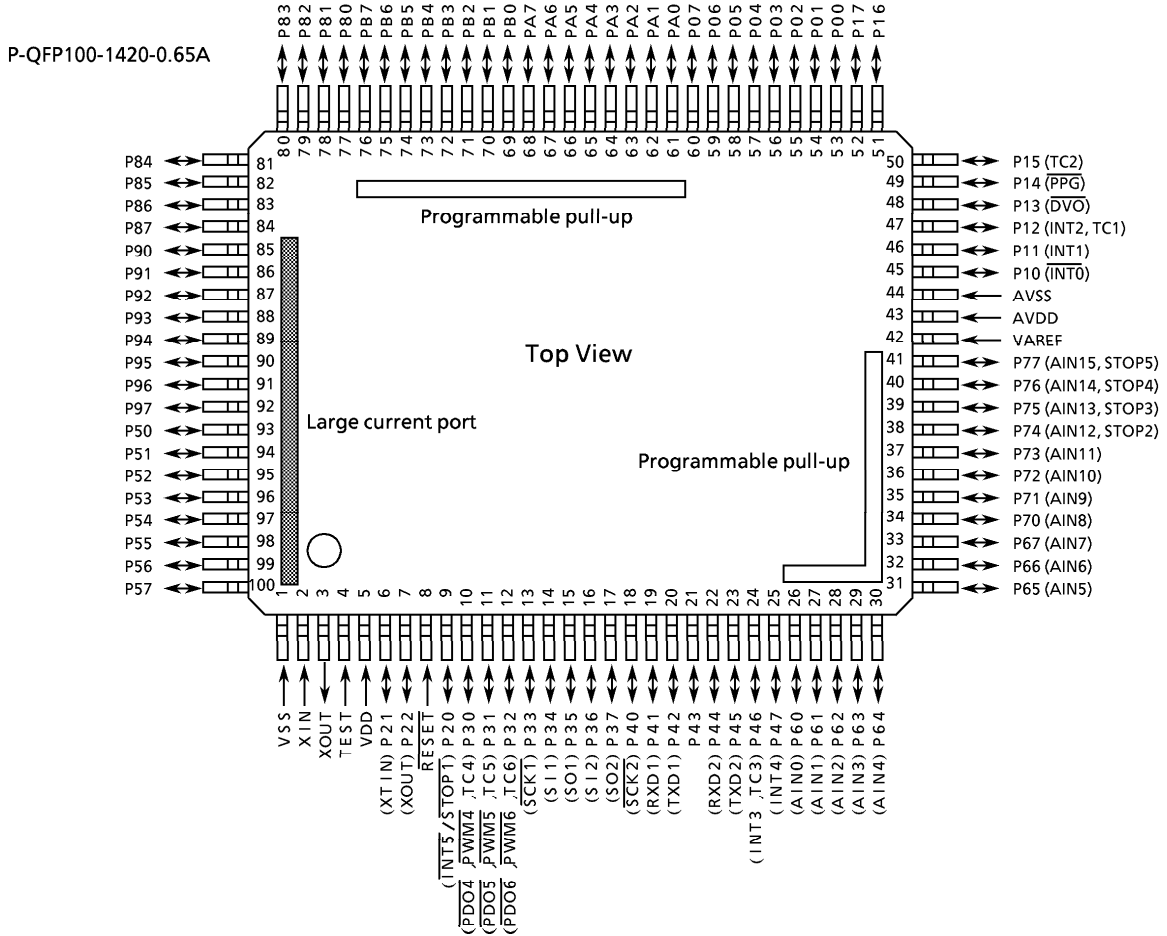 P-QFP100-1420-0.65A
P83 P82 P81 P80 PB7 PB6 PB5 PB4 PB3 PB2 PB1 PB0 PA7 PA6 PA5 PA4 PA3 PA2 PA1 PA0 P07 P06 P05 P04 P03 P02 P01 P00 P17 P16
80 79 78 77 76 75 74 73 72 71 70 69 68 67 66 65 64 63 62 61 60 59 58 57 56 55 54 53 52 51
P84 81 50 P15 (TC2)
P85 82 49 P14 (PPG)
P86 83 48 P13 (DVO)
Programmable pull-up
P87 84 47 P12 (INT2, TC1)
P90 85 46 P11 (INT1)
P91 86 45 P10 (INT0)
P92 87 44 AVSS
P93 88 43 AVDD
P94 89 42 VAREF
Top View
P95 90 41 P77 (AIN15, STOP5)
P96 91 40 P76 (AIN14, STOP4)
P97 92 39 P75 (AIN13, STOP3)
Large current port
P50 93 38 P74 (AIN12, STOP2)
P51 94 37 P73 (AIN11)
Programmable pull-up
P52 95 36 P72 (AIN10)
P53 96 35 P71 (AIN9)
P54 97 34 P70 (AIN8)
P55 98 33 P67 (AIN7)
P56 99 32 P66 (AIN6)
P57 100 31 P65 (AIN5)
1 2 3 4 5 6 7 8 9 10 11 12 13 14 15 16 17 18 19 20 21 22 23 24 25 26 27 28 29 30
VSS
XIN
XOUT
TEST
VDD
(XTIN) P21
(XOUT) P22
RESET
(INT5/STOP1) P20
(PDO4, PWM4, TC4) P30
(PDO5, PWM5, TC5) P31
(PDO6, PWM6, TC6) P32
(SCK1) P33
(SI1) P34
(SO1) P35
(SI2) P36
(SO2) P37
(SCK2) P40
(RXD1) P41
(TXD1) P42
P43
(RXD2) P44
(TXD2) P45
(INT3, TC3) P46
(INT4) P47
(AIN0) P60
(AIN1) P61
(AIN2) P62
(AIN3) P63
(AIN4) P64